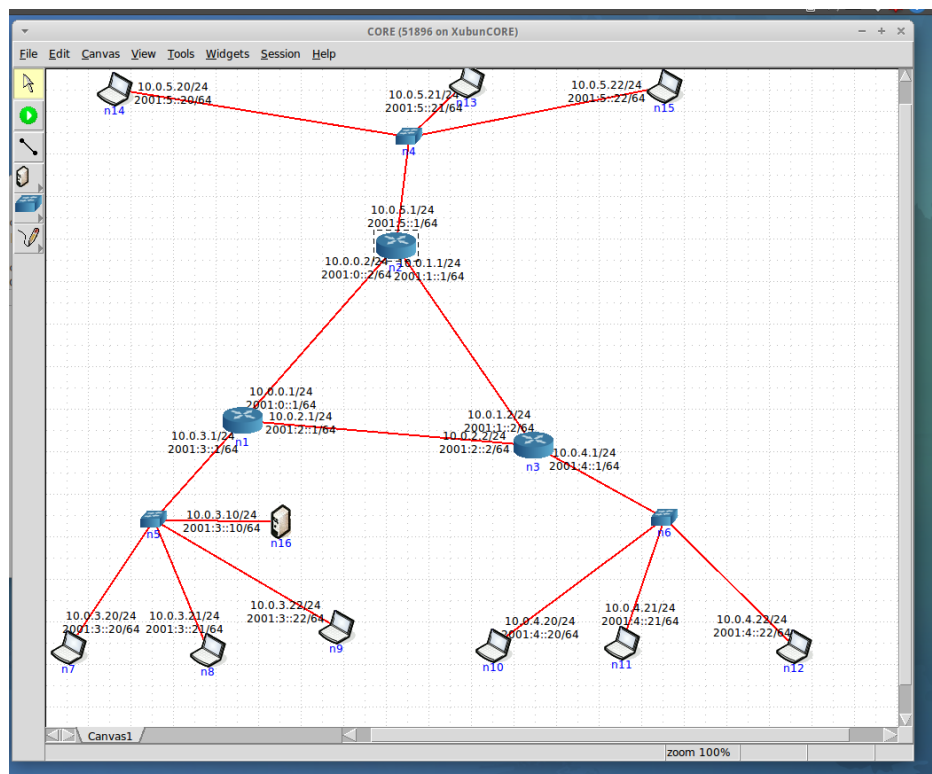 CORE (51896 on XubunCORE)
File Edit Canvas View Tools Widgets Session Help
10.0.5.20/24
2001:5::20/64
n14
10.0.5.21/24
2001:5::21/64
n13
10.0.5.22/24
2001:5::22/64
n15
n4
10.0.5.1/24
2001:5::1/64
n2
10.0.0.2/24
2001:0::2/64
10.0.1.1/24
2001:1::1/64
10.0.0.1/24
2001:0::1/64
10.0.2.1/24
2001:2::1/64
n1
10.0.3.1/24
2001:3::1/64
10.0.1.2/24
2001:1::2/64
10.0.2.2/24
2001:2::2/64
n3
10.0.4.1/24
2001:4::1/64
10.0.3.10/24
2001:3::10/64
n5
n16
n6
10.0.3.20/24
2001:3::20/64
n7
10.0.3.21/24
2001:3::21/64
n8
10.0.3.22/24
2001:3::22/64
n9
10.0.4.20/24
2001:4::20/64
n10
10.0.4.21/24
2001:4::21/64
n11
10.0.4.22/24
2001:4::22/64
n12
Canvas1
zoom 100%